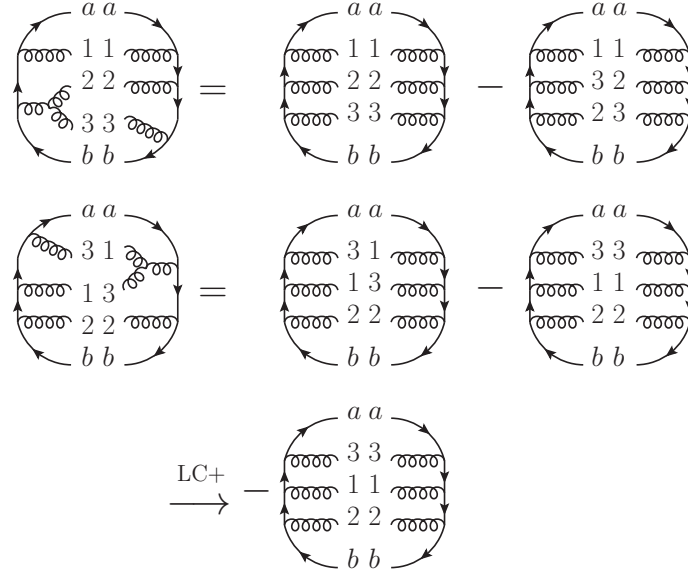 a a a a a a
1 1 1 1 1 1
2 2 = 2 2 − 3 2
3 3 3 3 2 3
b b b b b b
a a a a a a
3 1 3 1 3 3
1 3 = 1 3 − 1 1
2 2 2 2 2 2
b b b b b b
a a
LC+ 3 3
− 1 1
2 2
b b